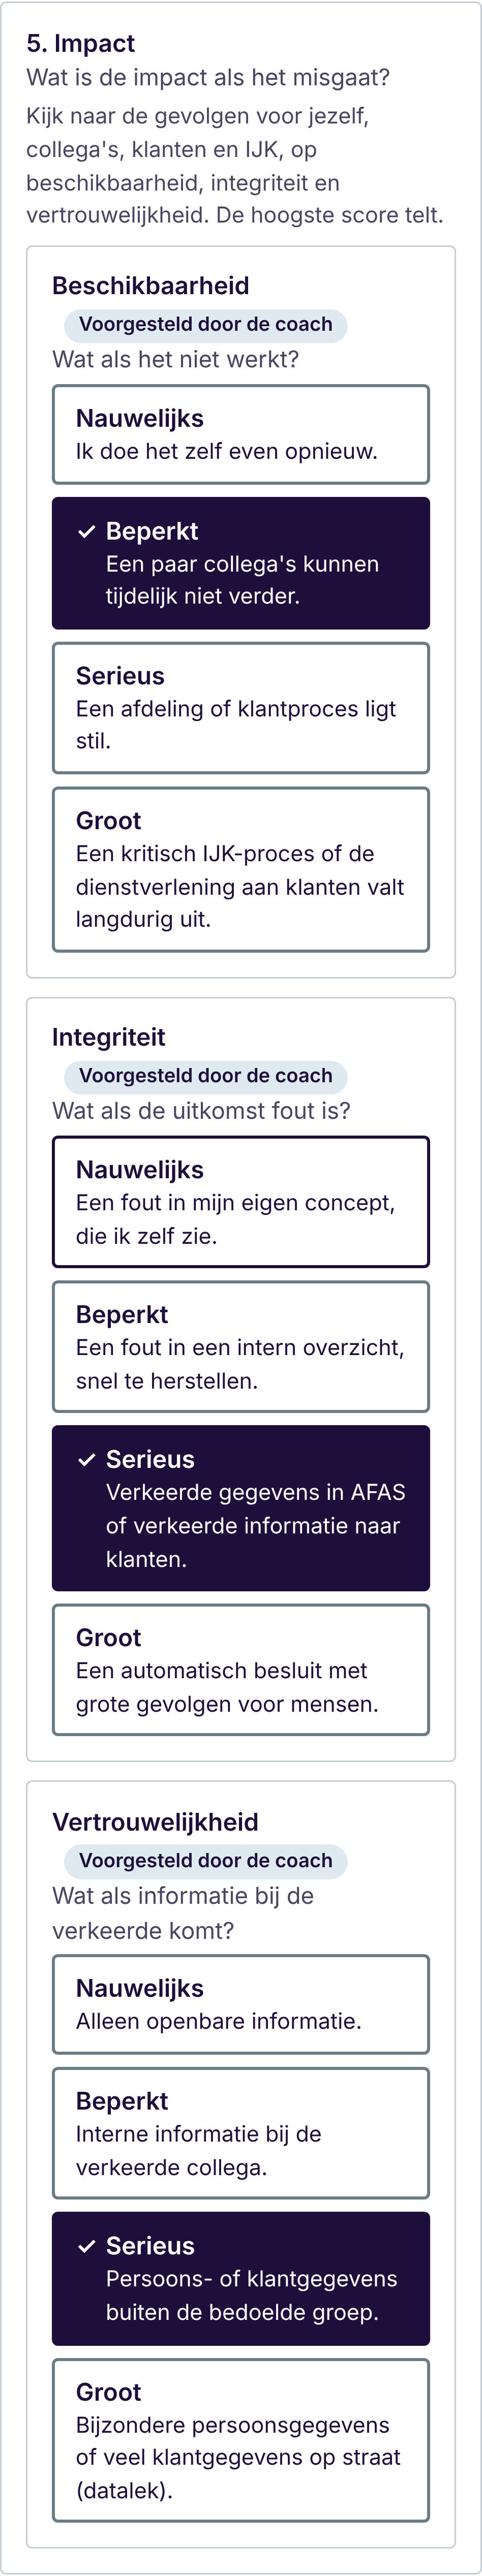 5. Impact
Wat is de impact als het misgaat?
Kijk naar de gevolgen voor jezelf,
collega's, klanten en IJK, op
beschikbaarheid, integriteit en
vertrouwelijkheid. De hoogste score telt.
Beschikbaarheid
Voorgesteld door de coach
Wat als het niet werkt?
Nauwelijks
Ik doe het zelf even opnieuw.
✓ Beperkt
Een paar collega's kunnen
tijdelijk niet verder.
Serieus
Een afdeling of klantproces ligt
stil.
Groot
Een kritisch IJK-proces of de
dienstverlening aan klanten valt
langdurig uit.
Integriteit
Voorgesteld door de coach
Wat als de uitkomst fout is?
Nauwelijks
Een fout in mijn eigen concept,
die ik zelf zie.
Beperkt
Een fout in een intern overzicht,
snel te herstellen.
✓ Serieus
Verkeerde gegevens in AFAS
of verkeerde informatie naar
klanten.
Groot
Een automatisch besluit met
grote gevolgen voor mensen.
Vertrouwelijkheid
Voorgesteld door de coach
Wat als informatie bij de
verkeerde komt?
Nauwelijks
Alleen openbare informatie.
Beperkt
Interne informatie bij de
verkeerde collega.
✓ Serieus
Persoons- of klantgegevens
buiten de bedoelde groep.
Groot
Bijzondere persoonsgegevens
of veel klantgegevens op straat
(datalek).